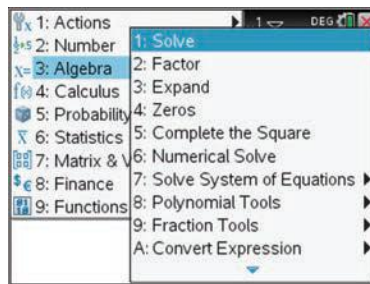 1: Actions
2: Number
3: Algebra
4: Calculus
5: Probability
6: Statistics
7: Matrix & V
8: Finance
9: Functions
DEG
1: Solve
2: Factor
3: Expand
4: Zeros
5: Complete the Square
6: Numerical Solve
7: Solve System of Equations
8: Polynomial Tools
9: Fraction Tools
A: Convert Expression